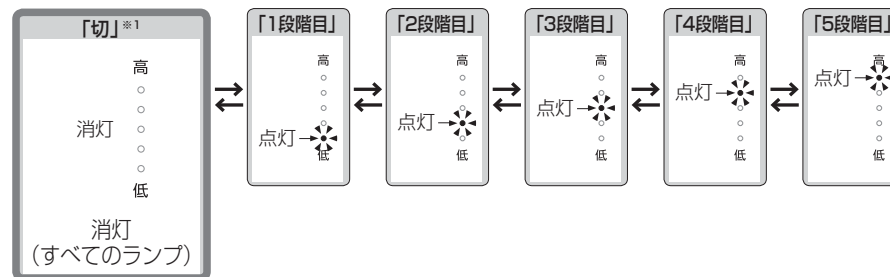 「切」※1
高
消灯
低
消灯
（すべてのランプ）
「1段階目」
高
点灯
低
「2段階目」
高
点灯
低
「3段階目」
高
点灯
低
「4段階目」
高
点灯
低
「5段階目」
高
点灯
低